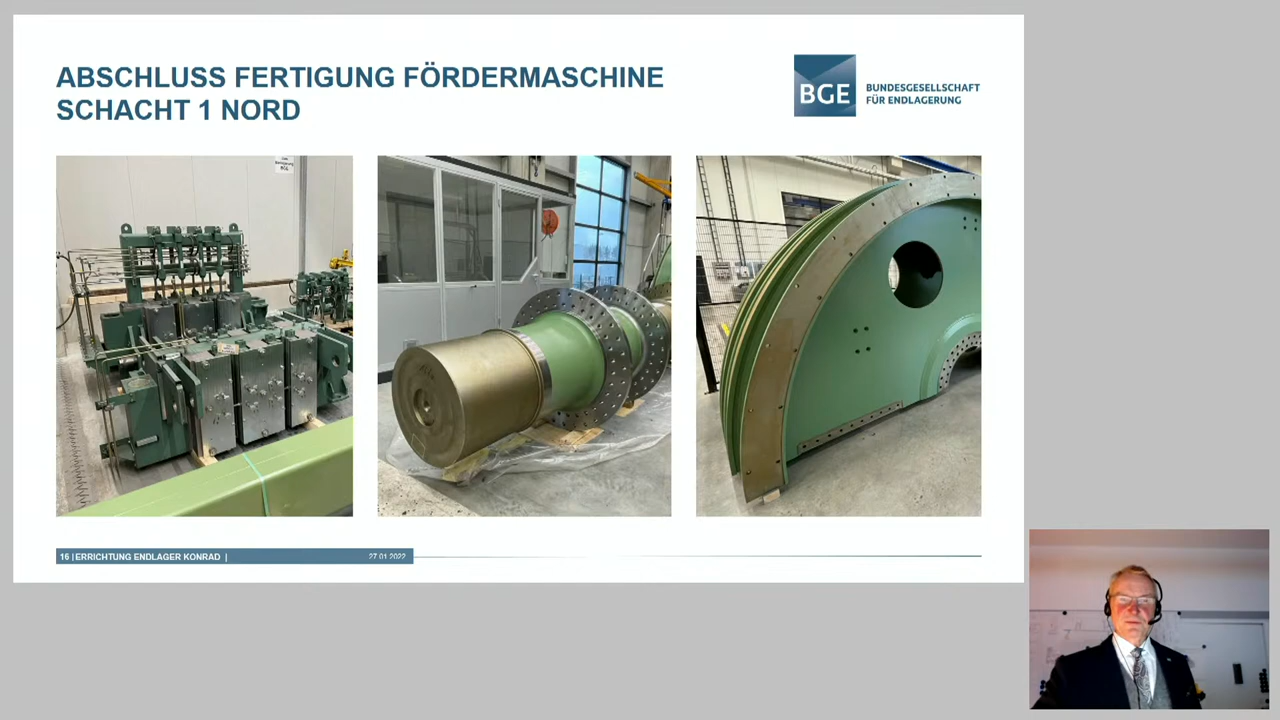 ABSCHLUSS FERTIGUNG FÖRDERMASCHINE
SCHACHT 1 NORD
BGE
BUNDESGESELLSCHAFT
FÜR ENDLAGERUNG
16 | ERRICHTUNG ENDLAGER KONRAD |
27.01.2022